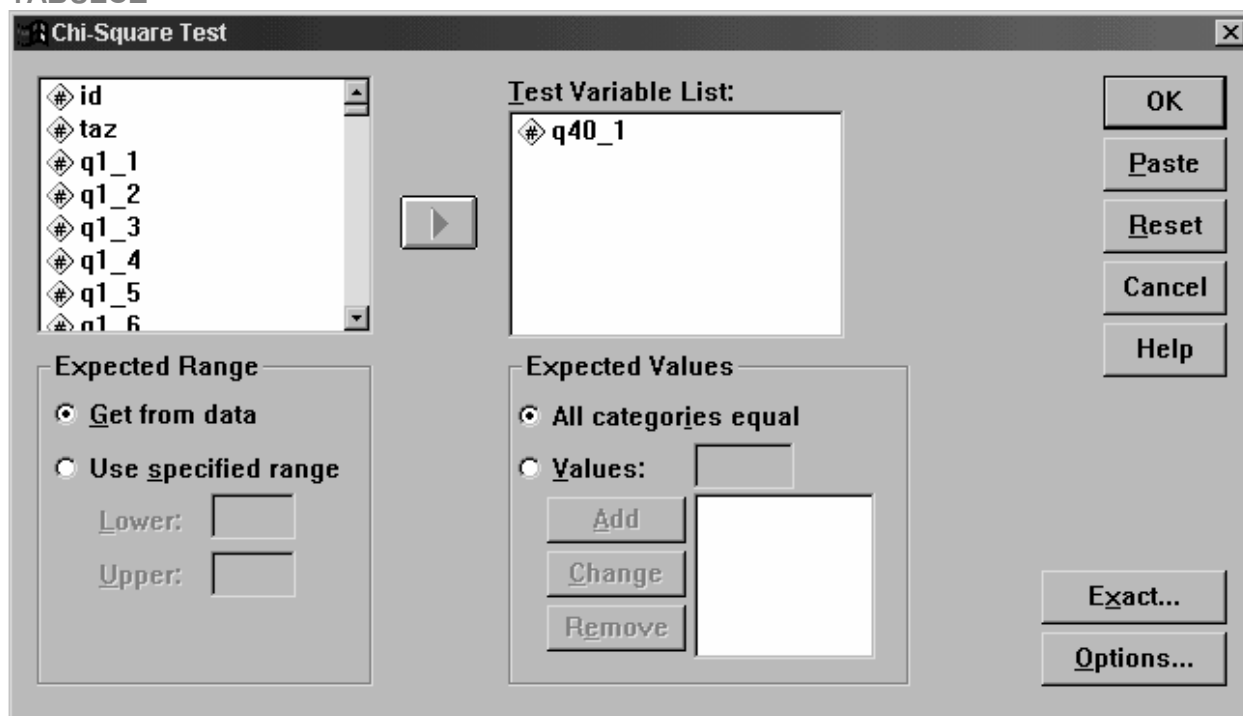 Chi-Square Test
id
taz
q1_1
q1_2
q1_3
q1_4
q1_5
q1_6
Test Variable List:
q40_1
OK
Paste
Reset
Cancel
Help
Expected Range
Get from data
Use specified range
Lower:
Upper:
Expected Values
All categories equal
Values:
Add
Change
Remove
Exact...
Options...